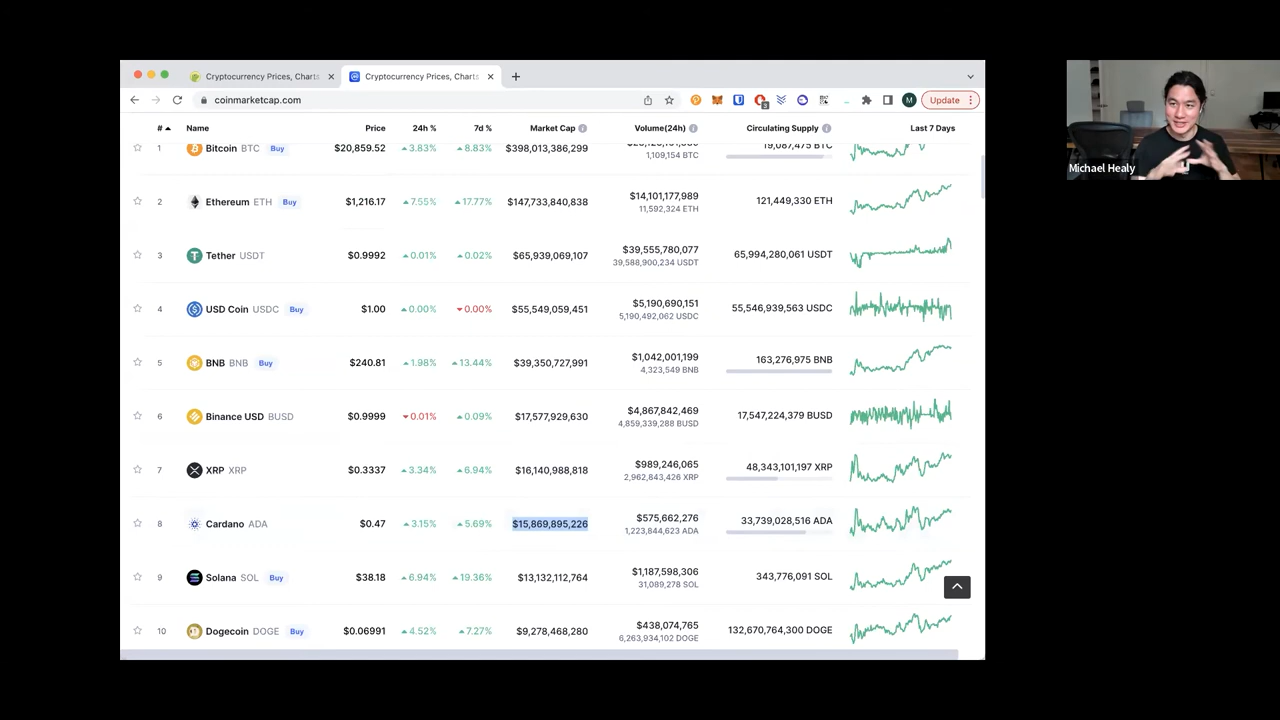 Cryptocurrency Prices, Charts
Cryptocurrency Prices, Charts
coinmarketcap.com
M
Update
# Name Price 24h % 7d % Market Cap Volume(24h) Circulating Supply Last 7 Days
1 Bitcoin BTC Buy $20,859.52 3.83% 8.83% $398,013,386,299
1,109,154 BTC 19,087,475 BTC
2 Ethereum ETH Buy $1,216.17 7.55% 17.77% $147,733,840,838 $14,101,177,989 121,449,330 ETH
11,592,324 ETH
3 Tether USDT $0.9992 0.01% 0.02% $65,939,069,107 $39,555,780,077 65,994,280,061 USDT
39,588,900,234 USDT
4 USD Coin USDC Buy $1.00 0.00% 0.00% $55,549,059,451 $5,190,690,151 55,546,939,563 USDC
5,190,492,062 USDC
5 BNB BNB Buy $240.81 1.98% 13.44% $39,350,727,991 $1,042,001,199 163,276,975 BNB
4,323,549 BNB
6 Binance USD BUSD $0.9999 0.01% 0.09% $17,577,929,630 $4,867,842,469 17,547,224,379 BUSD
4,859,339,288 BUSD
7 XRP XRP $0.3337 3.34% 6.94% $16,140,988,818 $989,246,065 48,343,101,197 XRP
2,962,843,426 XRP
8 Cardano ADA $0.47 3.15% 5.69% $15,869,895,226 $575,662,276 33,739,028,516 ADA
1,223,844,623 ADA
9 Solana SOL Buy $38.18 6.94% 19.36% $13,132,112,764 $1,187,598,306 343,776,091 SOL
31,089,278 SOL
10 Dogecoin DOGE Buy $0.06991 4.52% 7.27% $9,278,468,280 $438,074,765 132,670,764,300 DOGE
6,263,934,102 DOGE
Michael Healy